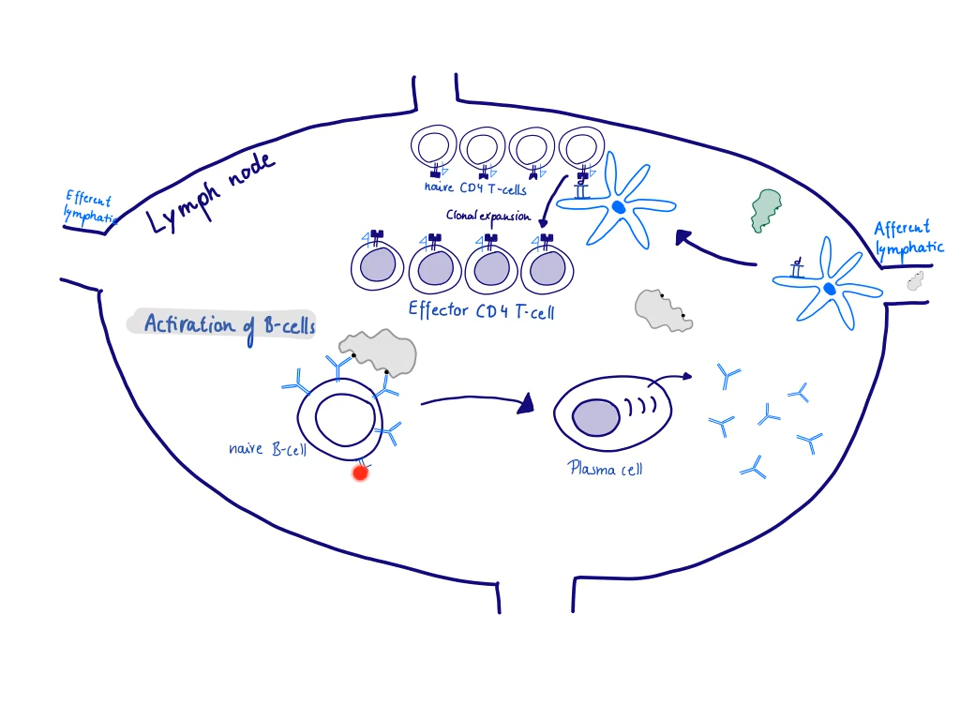 Lymph node
Efferent
lymphatic
naive CD4 T-cells
Clonal expansion
Effector CD4 T-cell
Afferent
lymphatic
Activation of B-cells
naive B-cell
Plasma cell